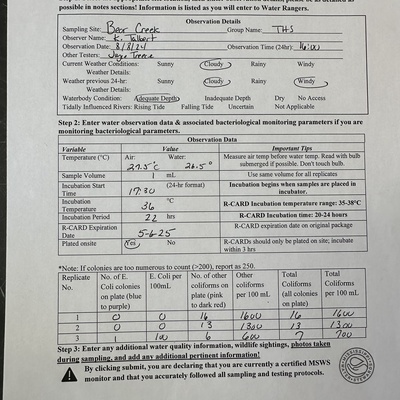 possible in notes sections! Information is listed as you will enter to Water Rangers.
Observation Details
Sampling Site: Bear Creek Group Name: THS
Observer Name: K. Talbert
Observation Date: 8/8/24 Observation Time (24hr): 16:00
Other Testers:
Current Weather Conditions: Sunny Cloudy Rainy Windy
Weather Details:
Weather previous 24-hr: Sunny Cloudy Rainy Windy
Weather Details:
Waterbody Condition: Adequate Depth Inadequate Depth Dry No Access
Tidally Influenced Rivers: Rising Tide Falling Tide Uncertain Not Applicable
Step 2: Enter water observation data & associated bacteriological monitoring parameters if you are
monitoring bacteriological parameters.
Observation Data
Variable Value Important Tips
Temperature (°C) Air: Water: Measure air temp before water temp. Read with bulb
27.5°C 26.5° submerged if possible. Don't touch bulb.
Sample Volume 1 mL Use same volume for all replicates
Incubation Start (24-hr format) Incubation begins when samples are placed in
Time 17:30 incubator.
Incubation °C R-CARD Incubation temperature range: 35-38°C
Temperature 36
Incubation Period 22 hrs R-CARD Incubation time: 20-24 hours
R-CARD Expiration R-CARD expiration date on original package
Date 5-6-25
Plated onsite Yes No R-CARDs should only be plated on site; incubate
within 3 hrs
*Note: If colonies are too numerous to count (>200), report as 250.
Replicate No. of E. E. Coli per No. of Other Total Total
No. Coli colonies 100mL other coliforms Coliforms Coliforms
on plate (blue coliforms on per 100 mL (all colonies per 100 mL
to purple) plate (pink on plate)
to dark red)
1 0 0 16 1600 16 1600
2 0 0 13 1300 13 1300
3 1 100 6 600 7 700
Step 3: Enter any additional water quality information, wildlife sightings, photos taken
during sampling, and add any additional pertinent information!
By clicking submit, you are declaring that you are currently a certified MSWS
monitor and that you accurately followed all sampling and testing protocols.